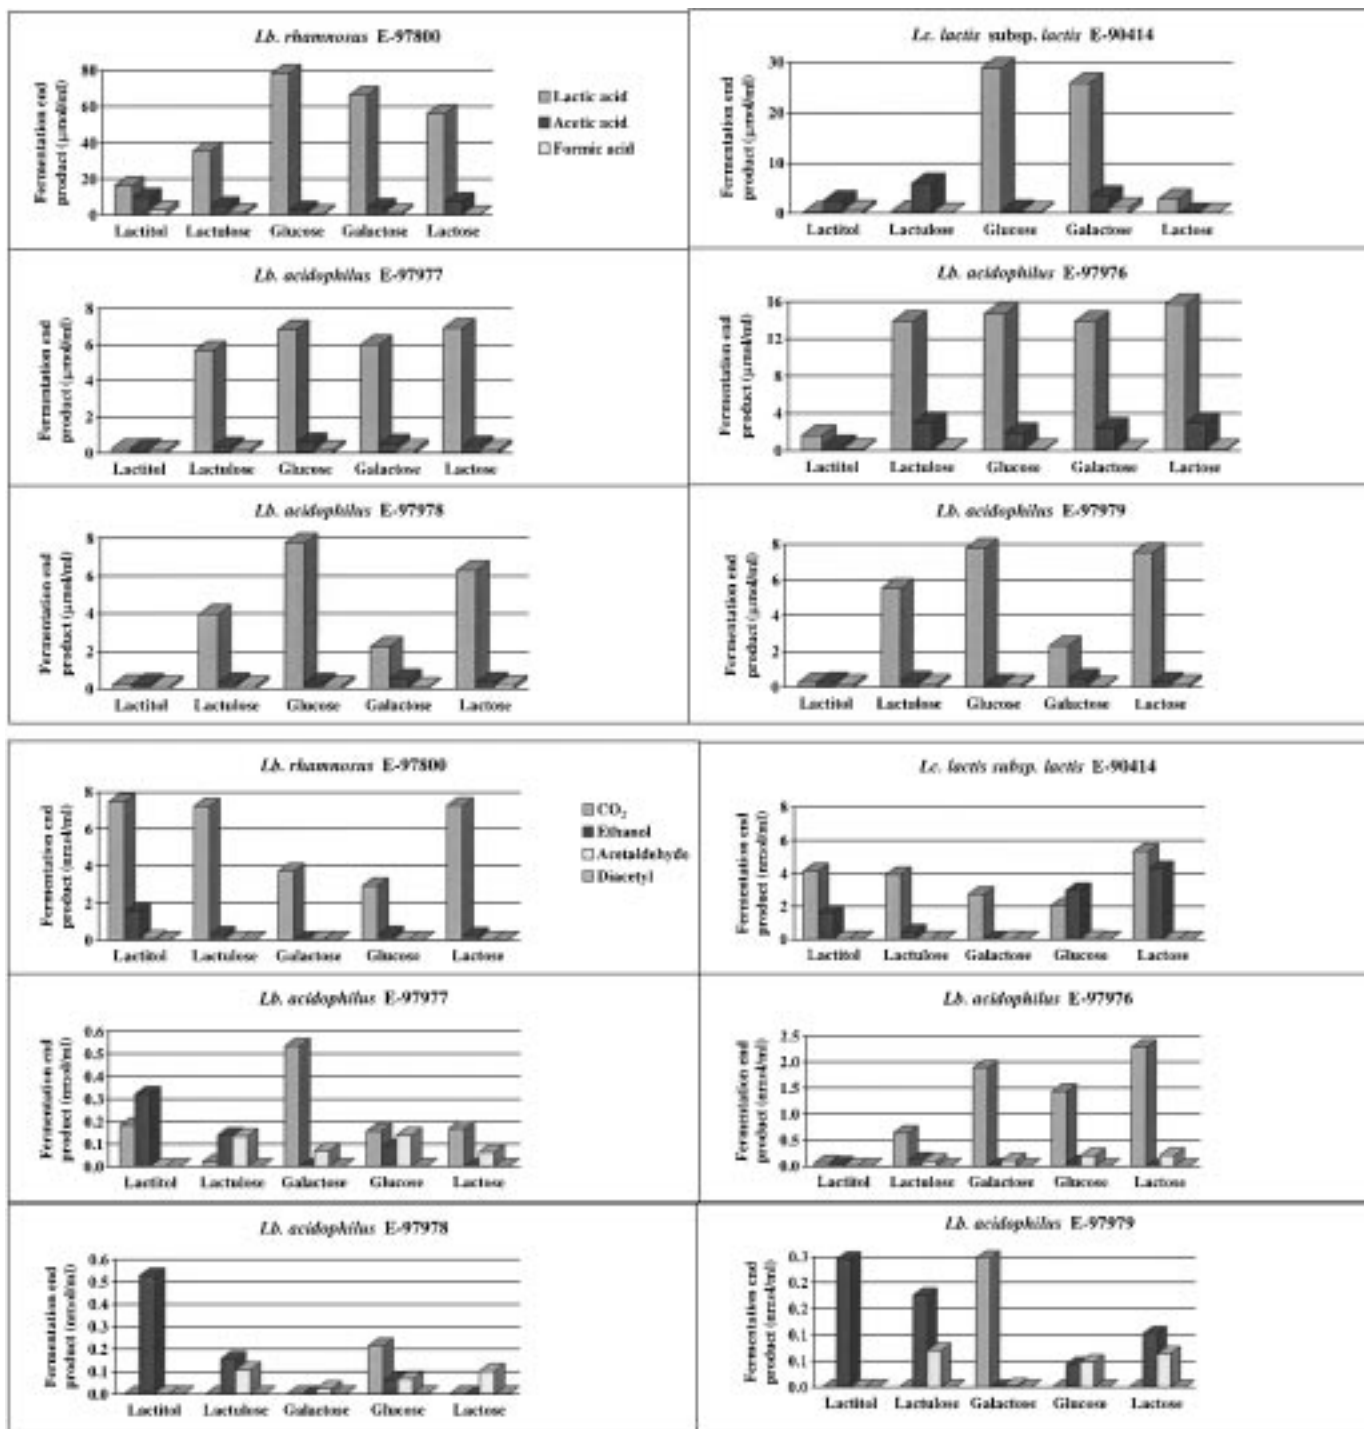 Lb. rhamnosus E-97800
Fermentation end
product (µmol/ml)
80
60
40
20
0
Lactitol Lactulose Glucose Galactose Lactose
Lactic acid
Acetic acid
Formic acid
Lc. lactis subsp. lactis E-90414
Fermentation end
product (µmol/ml)
30
20
10
0
Lactitol Lactulose Glucose Galactose Lactose
Lb. acidophilus E-97977
Fermentation end
product (µmol/ml)
8
6
4
2
0
Lactitol Lactulose Glucose Galactose Lactose
Lb. acidophilus E-97976
Fermentation end
product (µmol/ml)
16
12
8
4
0
Lactitol Lactulose Glucose Galactose Lactose
Lb. acidophilus E-97978
Fermentation end
product (µmol/ml)
8
6
4
2
0
Lactitol Lactulose Glucose Galactose Lactose
Lb. acidophilus E-97979
Fermentation end
product (µmol/ml)
8
6
4
2
0
Lactitol Lactulose Glucose Galactose Lactose
Lb. rhamnosus E-97800
Fermentation end
product (nmol/ml)
8
6
4
2
0
Lactitol Lactulose Galactose Glucose Lactose
CO₂
Ethanol
Acetaldehyde
Diacetyl
Lc. lactis subsp. lactis E-90414
Fermentation end
product (nmol/ml)
8
6
4
2
0
Lactitol Lactulose Galactose Glucose Lactose
Lb. acidophilus E-97977
Fermentation end
product (nmol/ml)
0.6
0.5
0.4
0.3
0.2
0.1
0.0
Lactitol Lactulose Galactose Glucose Lactose
Lb. acidophilus E-97976
Fermentation end
product (nmol/ml)
2.5
2.0
1.5
1.0
0.5
0.0
Lactitol Lactulose Galactose Glucose Lactose
Lb. acidophilus E-97978
Fermentation end
product (nmol/ml)
0.6
0.5
0.4
0.3
0.2
0.1
0.0
Lactitol Lactulose Galactose Glucose Lactose
Lb. acidophilus E-97979
Fermentation end
product (nmol/ml)
0.3
0.2
0.2
0.1
0.1
0.0
Lactitol Lactulose Galactose Glucose Lactose